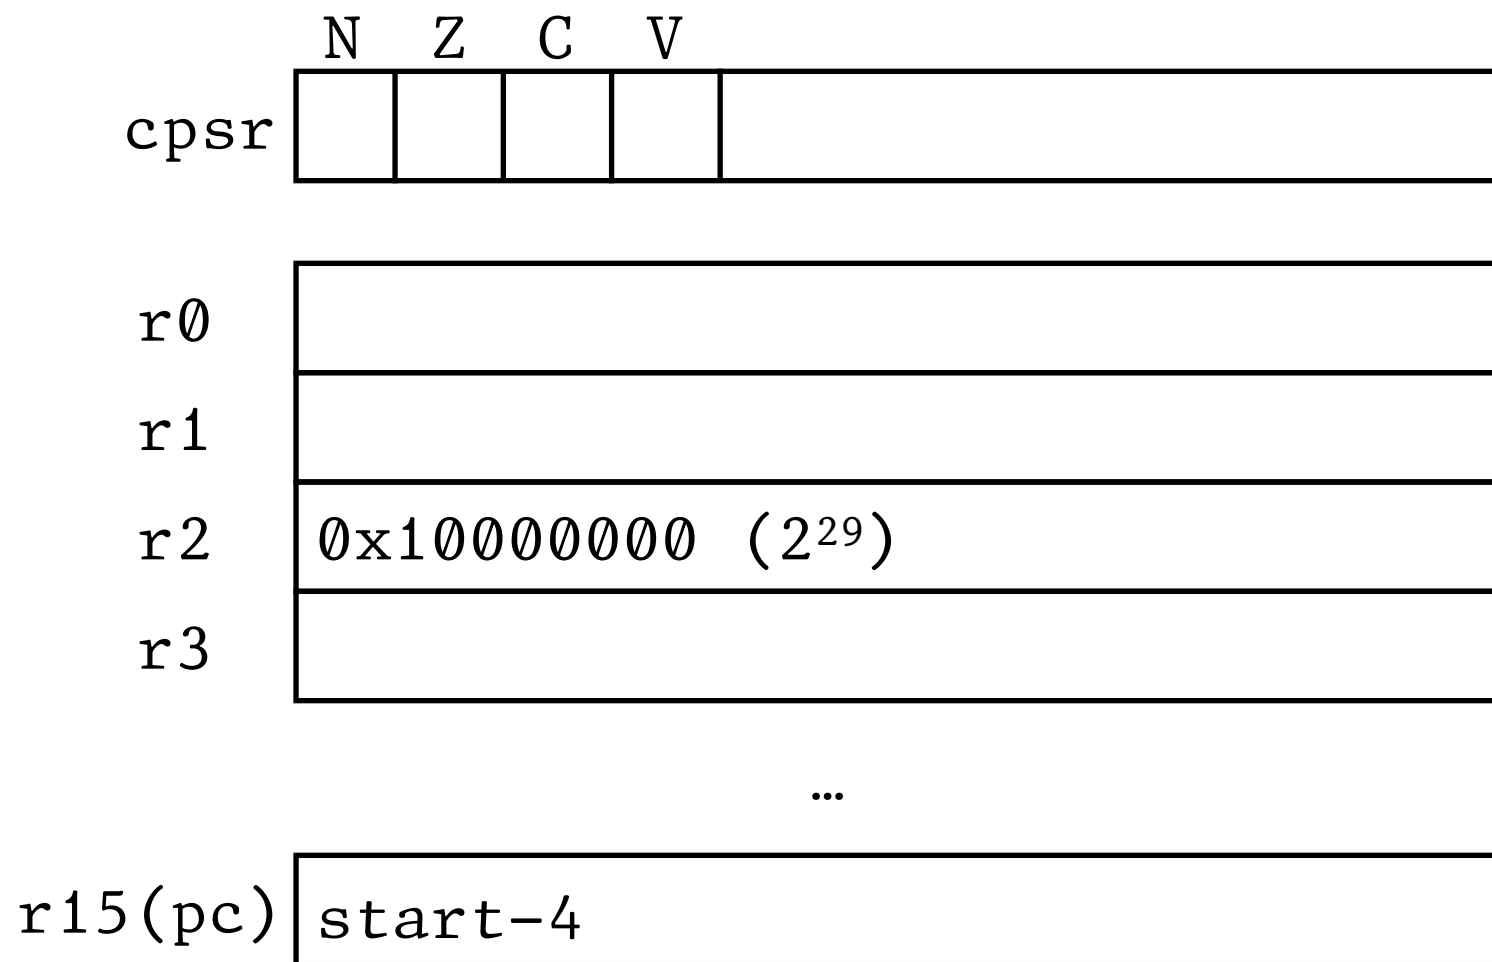 N Z C V
cpsr
r0
r1
r2 0x10000000 (2²⁹)
r3
…
r15(pc) start-4